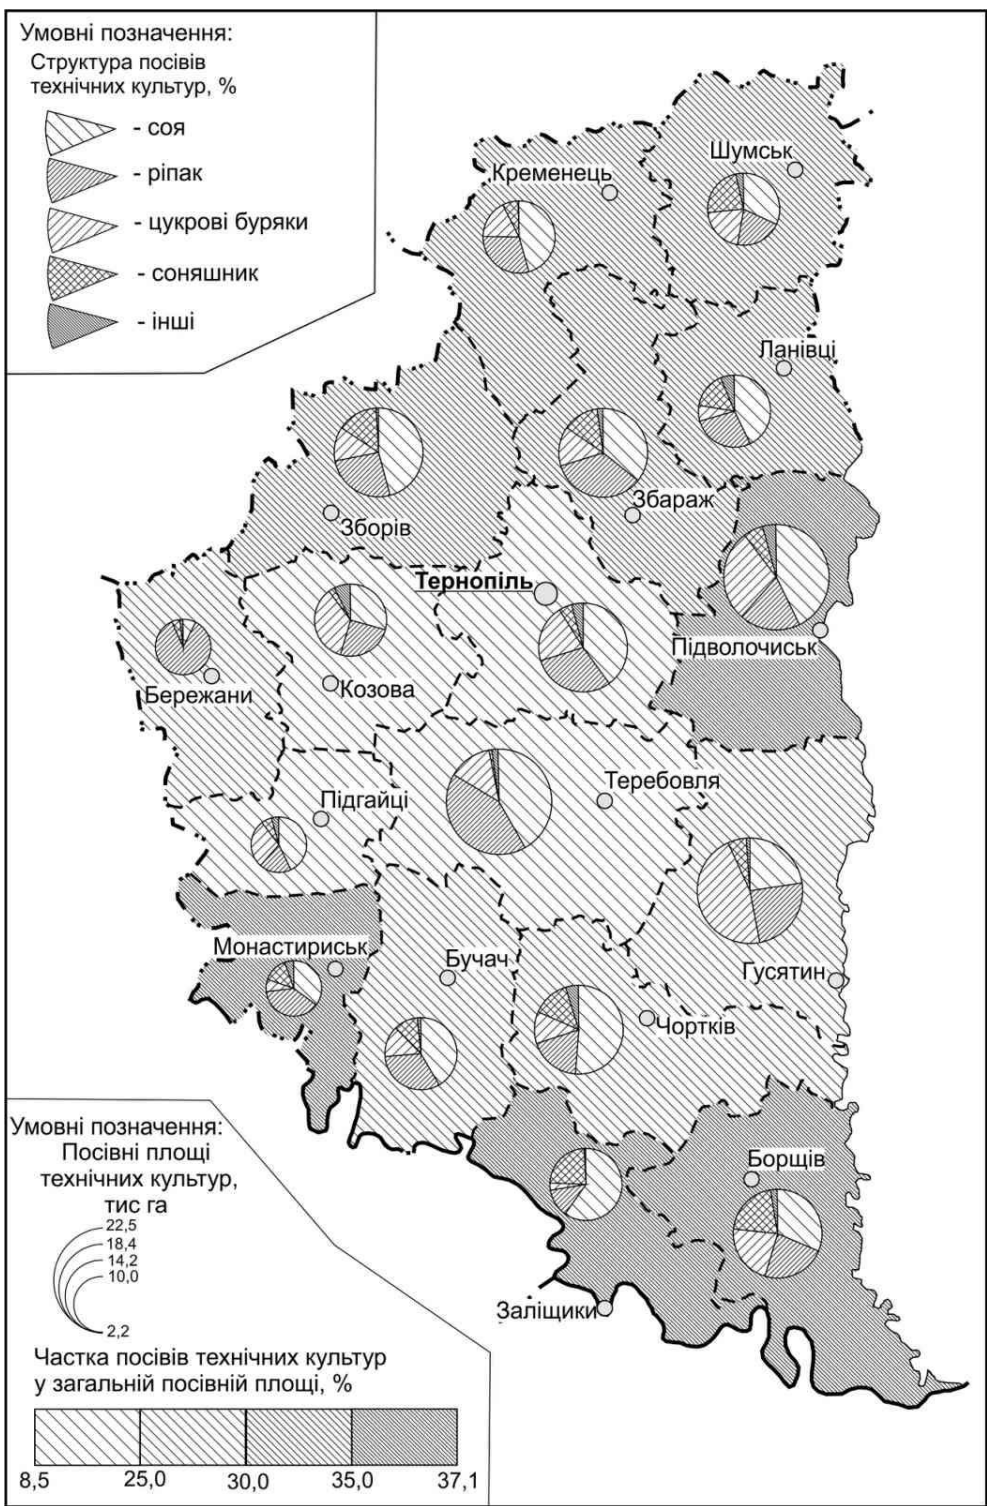 Умовні позначення:
Структура посівів
технічних культур, %
- соя
- ріпак
- цукрові буряки
- соняшник
- інші
Шумськ
Кременець
Ланівці
Збараж
Зборів
Тернопіль
Підволочиськ
Бережани
Козова
Теребовля
Підгайці
Монастириськ
Бучач
Гусятин
Чортків
Борщів
Заліщики
Умовні позначення:
Посівні площі
технічних культур,
тис га
22,5
18,4
14,2
10,0
2,2
Частка посівів технічних культур
у загальній посівній площі, %
8,5 25,0 30,0 35,0 37,1